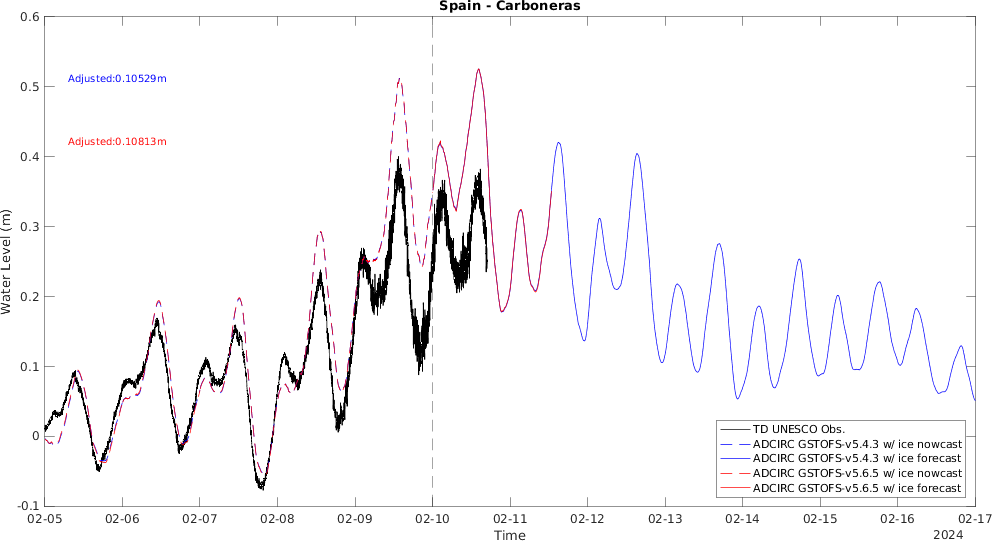 Spain - Carboneras
0.6
0.5
0.4
0.3
0.2
0.1
0
-0.1
Water Level (m)
Adjusted:0.10529m
Adjusted:0.10813m
TD UNESCO Obs.
ADCIRC GSTOFS-v5.4.3 w/ ice nowcast
ADCIRC GSTOFS-v5.4.3 w/ ice forecast
ADCIRC GSTOFS-v5.6.5 w/ ice nowcast
ADCIRC GSTOFS-v5.6.5 w/ ice forecast
02-05 02-06 02-07 02-08 02-09 02-10 02-11 02-12 02-13 02-14 02-15 02-16 02-17
Time
2024